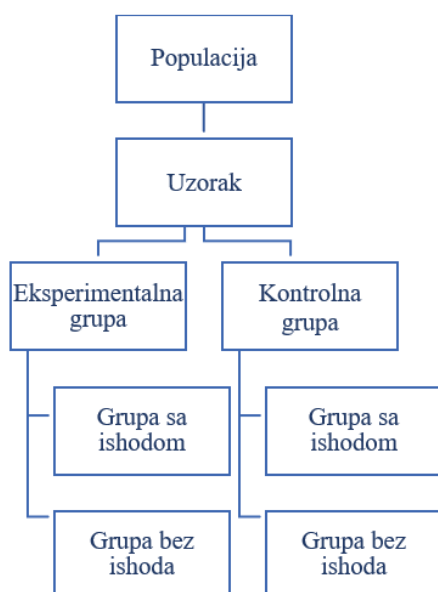 Populacija
Uzorak
Eksperimentalna
grupa
Kontrolna
grupa
Grupa sa
ishodom
Grupa sa
ishodom
Grupa bez
ishoda
Grupa bez
ishoda